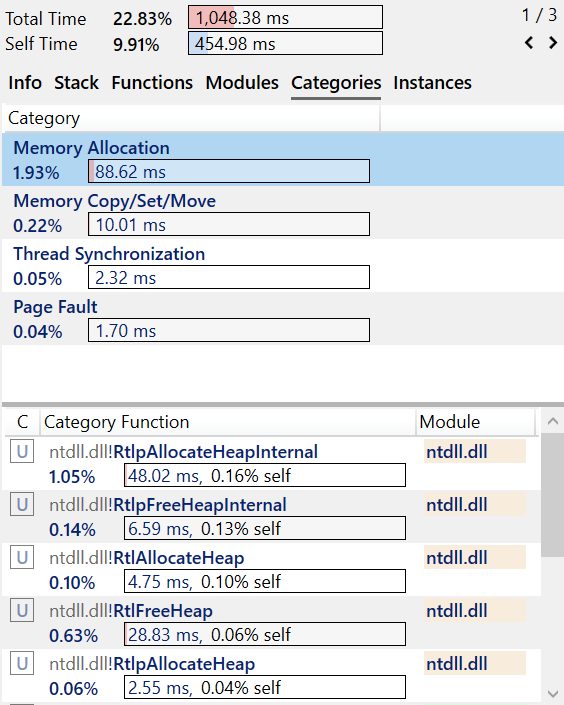 Total Time 22.83% 1,048.38 ms 1 / 3
Self Time 9.91% 454.98 ms
Info Stack Functions Modules Categories Instances
Category
Memory Allocation
1.93% 88.62 ms
Memory Copy/Set/Move
0.22% 10.01 ms
Thread Synchronization
0.05% 2.32 ms
Page Fault
0.04% 1.70 ms
C Category Function Module
U ntdll.dll!RtlpAllocateHeapInternal ntdll.dll
1.05% 48.02 ms, 0.16% self
U ntdll.dll!RtlpFreeHeapInternal ntdll.dll
0.14% 6.59 ms, 0.13% self
U ntdll.dll!RtlAllocateHeap ntdll.dll
0.10% 4.75 ms, 0.10% self
U ntdll.dll!RtlFreeHeap ntdll.dll
0.63% 28.83 ms, 0.06% self
U ntdll.dll!RtlpAllocateHeap ntdll.dll
0.06% 2.55 ms, 0.04% self